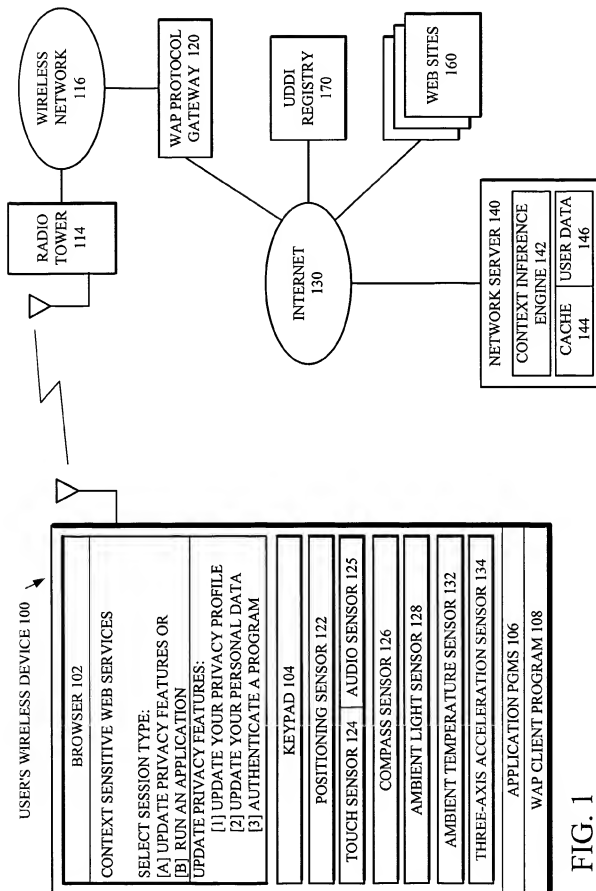 USER'S WIRELESS DEVICE 100
BROWSER 102
CONTEXT SENSITIVE WEB SERVICES
SELECT SESSION TYPE:
[A] UPDATE PRIVACY FEATURES OR
[B] RUN AN APPLICATION
UPDATE PRIVACY FEATURES:
[1] UPDATE YOUR PRIVACY PROFILE
[2] UPDATE YOUR PERSONAL DATA
[3] AUTHENTICATE A PROGRAM
KEYPAD 104
POSITIONING SENSOR 122
TOUCH SENSOR 124
AUDIO SENSOR 125
COMPASS SENSOR 126
AMBIENT LIGHT SENSOR 128
AMBIENT TEMPERATURE SENSOR 132
THREE-AXIS ACCELERATION SENSOR 134
APPLICATION PGMS 106
WAP CLIENT PROGRAM 108
RADIO
TOWER
114
WIRELESS
NETWORK
116
WAP PROTOCOL
GATEWAY 120
INTERNET
130
UDDI
REGISTRY
170
WEB SITES
160
NETWORK SERVER 140
CONTEXT INFERENCE
ENGINE 142
CACHE
144
USER DATA
146
FIG. 1